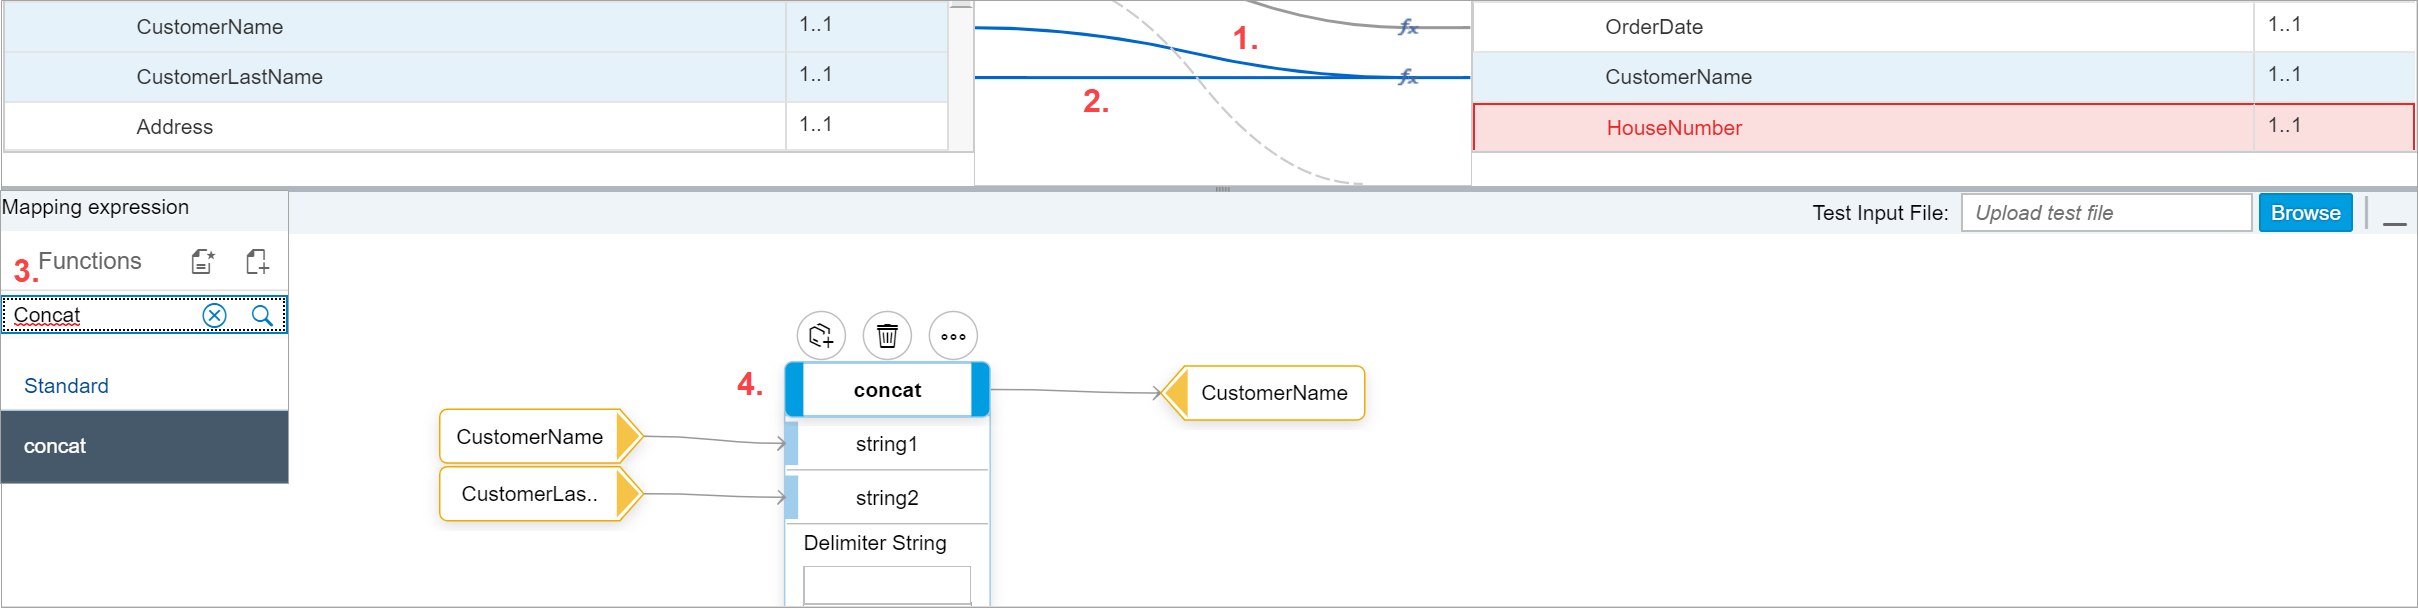 CustomerName 1..1
CustomerLastName 1..1
Address 1..1
1.
2.
fx
fx
OrderDate 1..1
CustomerName 1..1
HouseNumber 1..1
Mapping expression
Test Input File: Upload test file Browse
3. Functions
Concat
Standard
concat
4.
concat
CustomerName
CustomerName
string1
CustomerLas..
string2
Delimiter String